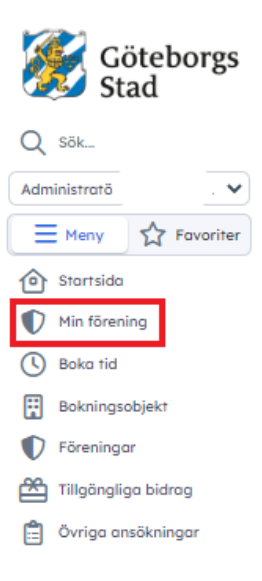 Göteborgs
Stad
Sök...
Administratö .
Meny Favoriter
Startsida
Min förening
Boka tid
Bokningsobjekt
Föreningar
Tillgängliga bidrag
Övriga ansökningar